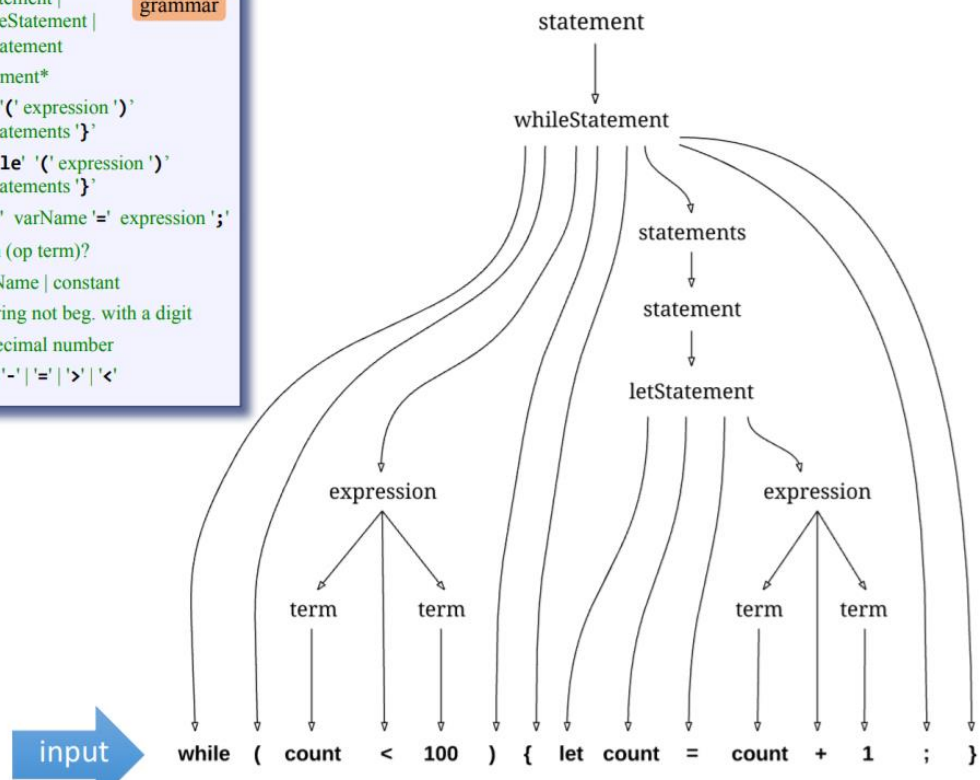 grammar
eStatement |
atement
ment*
'(' expression ')'
atements '}'
le' '(' expression ')'
atements '}'
' varName '=' expression ';'
(op term)?
Name | constant
ing not beg. with a digit
ecimal number
'-' | '=' | '>' | '<'
statement
whileStatement
statements
statement
letStatement
expression expression
term term term term
input while ( count < 100 ) { let count = count + 1 ; }